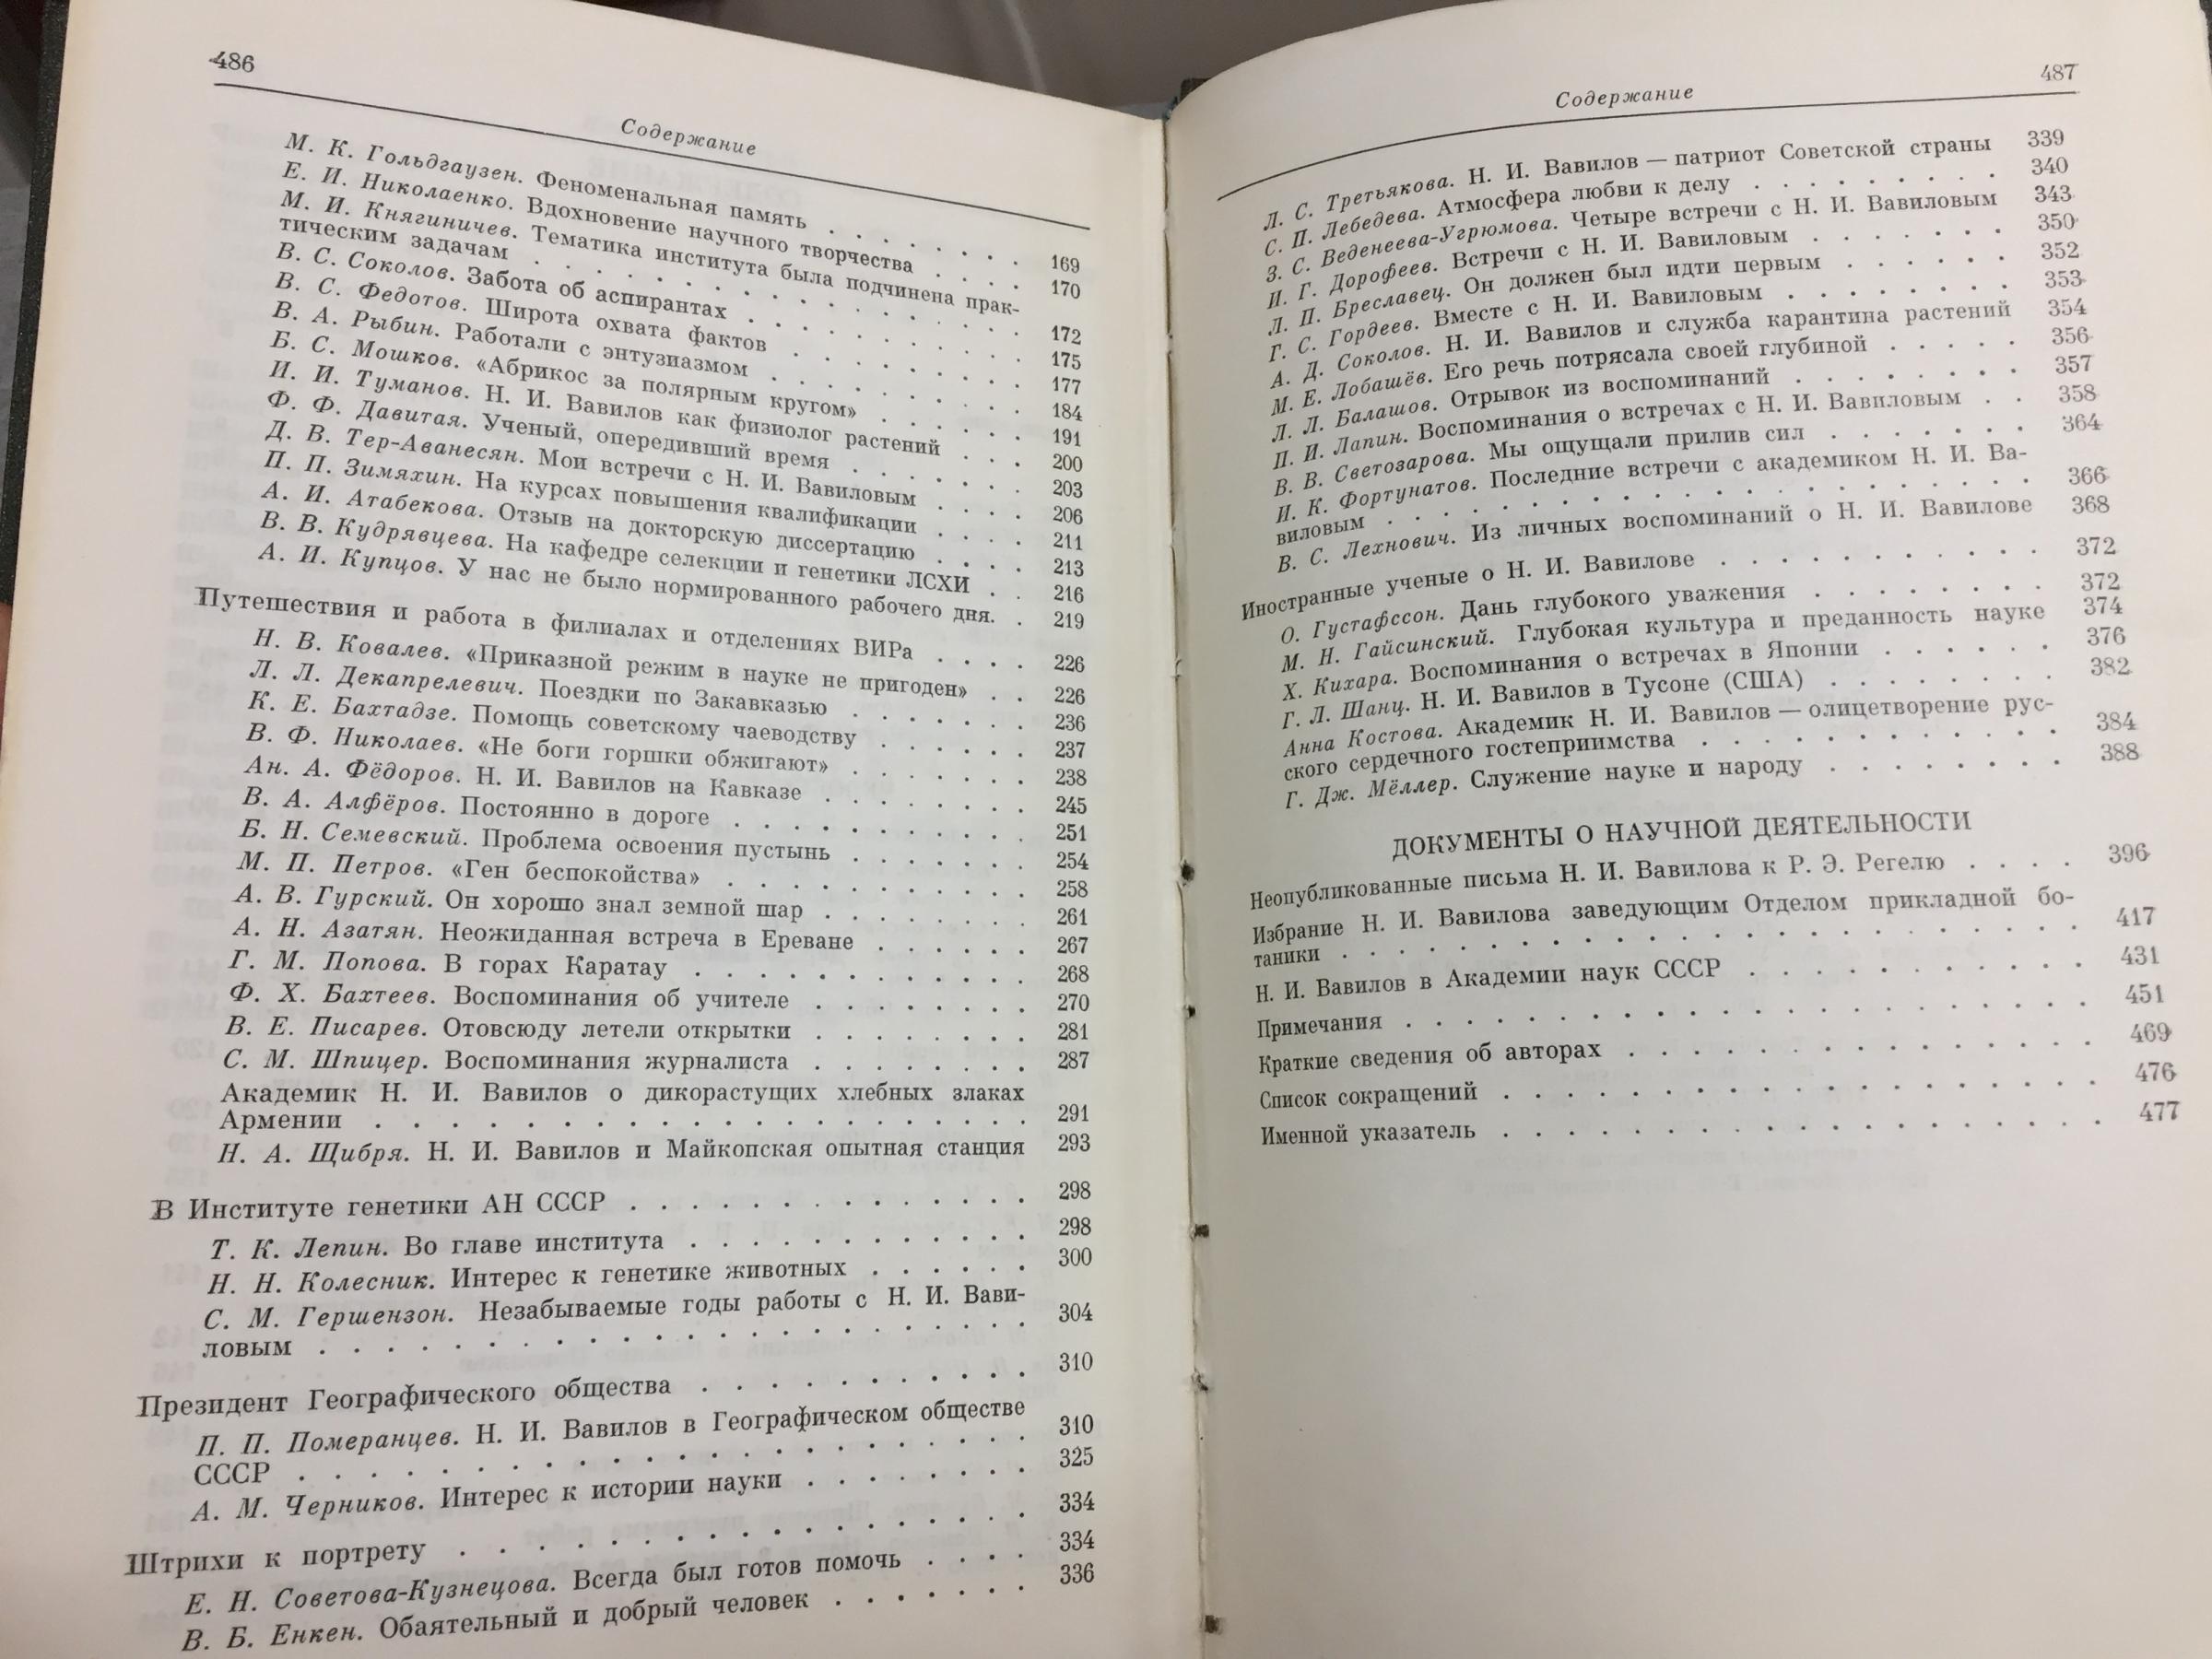 486
Содержание
М. К. Гольдгаузен. Феноменальная память . . . . . . . 169
Е. И. Николаенко. Вдохновение научного творчества . . . . 170
М. И. Княгиничев. Тематика института была подчинена прак-
тическим задачам . . . . . . . . . . . . . . . 172
В. С. Соколов. Забота об аспирантах . . . . . . . . . 175
В. С. Федотов. Широта охвата фактов . . . . . . . . 177
В. А. Рыбин. Работали с энтузиазмом . . . . . . . . 184
Б. С. Мошков. «Абрикос за полярным кругом» . . . . . . 191
И. И. Туманов. Н. И. Вавилов как физиолог растений . . . 200
Ф. Ф. Давитая. Ученый, опередивший время . . . . . . 203
Д. В. Тер-Аванесян. Мои встречи с Н. И. Вавиловым . . . . 206
П. П. Зимяхин. На курсах повышения квалификации . . . . 211
А. И. Атабекова. Отзыв на докторскую диссертацию . . . . 213
В. В. Кудрявцева. На кафедре селекции и генетики ЛСХИ . . 216
А. И. Купцов. У нас не было нормированного рабочего дня. . 219
Путешествия и работа в филиалах и отделениях ВИРа . . . . 226
Н. В. Ковалев. «Приказной режим в науке не пригоден» . . 226
Л. Л. Декапрелевич. Поездки по Закавказью . . . . . . 236
К. Е. Бахтадзе. Помощь советскому чаеводству . . . . . 237
В. Ф. Николаев. «Не боги горшки обжигают» . . . . . . 238
Ан. А. Фёдоров. Н. И. Вавилов на Кавказе . . . . . . . 245
В. А. Алфёров. Постоянно в дороге . . . . . . . . . . 251
Б. Н. Семевский. Проблема освоения пустынь . . . . . . 254
М. П. Петров. «Ген беспокойства» . . . . . . . . . . 258
А. В. Гурский. Он хорошо знал земной шар . . . . . . . 261
А. Н. Азатян. Неожиданная встреча в Ереване . . . . . . 267
Г. М. Попова. В горах Каратау . . . . . . . . . . . 268
Ф. Х. Бахтеев. Воспоминания об учителе . . . . . . . 270
В. Е. Писарев. Отовсюду летели открытки . . . . . . . 281
С. М. Шпицер. Воспоминания журналиста . . . . . . . 287
Академик Н. И. Вавилов о дикорастущих хлебных злаках
Армении . . . . . . . . . . . . . . . . . . 291
Н. А. Щибря. Н. И. Вавилов и Майкопская опытная станция 293
В Институте генетики АН СССР . . . . . . . . . . . . 298
Т. К. Лепин. Во главе института . . . . . . . . . . . 298
Н. Н. Колесник. Интерес к генетике животных . . . . . . 300
С. М. Гершензон. Незабываемые годы работы с Н. И. Вави-
ловым . . . . . . . . . . . . . . . . . . 304
Президент Географического общества . . . . . . . . . . . 310
П. П. Померанцев. Н. И. Вавилов в Географическом обществе
СССР . . . . . . . . . . . . . . . . . . 310
А. М. Черников. Интерес к истории науки . . . . . . . . 325
Штрихи к портрету . . . . . . . . . . . . . . . . 334
Е. Н. Советова-Кузнецова. Всегда был готов помочь . . . . 334
В. Б. Енкен. Обаятельный и добрый человек . . . . . . . 336
487
Содержание
Л. С. Третьякова. Н. И. Вавилов — патриот Советской страны 339
С. П. Лебедева. Атмосфера любви к делу . . . . . . . . . 340
З. С. Веденеева-Угрюмова. Четыре встречи с Н. И. Вавиловым 343
И. Г. Дорофеев. Встречи с Н. И. Вавиловым . . . . . . . 350
Л. П. Бреславец. Он должен был идти первым . . . . . . 352
Г. С. Гордеев. Вместе с Н. И. Вавиловым . . . . . . . . 353
А. Д. Соколов. Н. И. Вавилов и служба карантина растений 354
М. Е. Лобашёв. Его речь потрясала своей глубиной . . . . . 356
Л. Л. Балашов. Отрывок из воспоминаний . . . . . . . . 357
П. И. Лапин. Воспоминания о встречах с Н. И. Вавиловым . . 358
В. В. Светозарова. Мы ощущали прилив сил . . . . . . . 364
И. К. Фортунатов. Последние встречи с академиком Н. И. Ва-
виловым . . . . . . . . . . . . . . . . . . 366
В. С. Лехнович. Из личных воспоминаний о Н. И. Вавилове 368
Иностранные ученые о Н. И. Вавилове . . . . . . . . . . . 372
О. Густафссон. Дань глубокого уважения . . . . . . . . 372
М. Н. Гайсинский. Глубокая культура и преданность науке 374
Х. Кихара. Воспоминания о встречах в Японии . . . . . . 376
Г. Л. Шанц. Н. И. Вавилов в Тусоне (США) . . . . . . . . 382
Анна Костова. Академик Н. И. Вавилов — олицетворение рус-
ского сердечного гостеприимства . . . . . . . . . . . . 384
Г. Дж. Мёллер. Служение науке и народу . . . . . . . . 388
ДОКУМЕНТЫ О НАУЧНОЙ ДЕЯТЕЛЬНОСТИ
Неопубликованные письма Н. И. Вавилова к Р. Э. Регелю . . . . 396
Избрание Н. И. Вавилова заведующим Отделом прикладной бо-
таники . . . . . . . . . . . . . . . . . . . . 417
Н. И. Вавилов в Академии наук СССР . . . . . . . . . . 431
Примечания . . . . . . . . . . . . . . . . . . 451
Краткие сведения об авторах . . . . . . . . . . . . . . 469
Список сокращений . . . . . . . . . . . . . . . . . 476
Именной указатель . . . . . . . . . . . . . . . . . 477